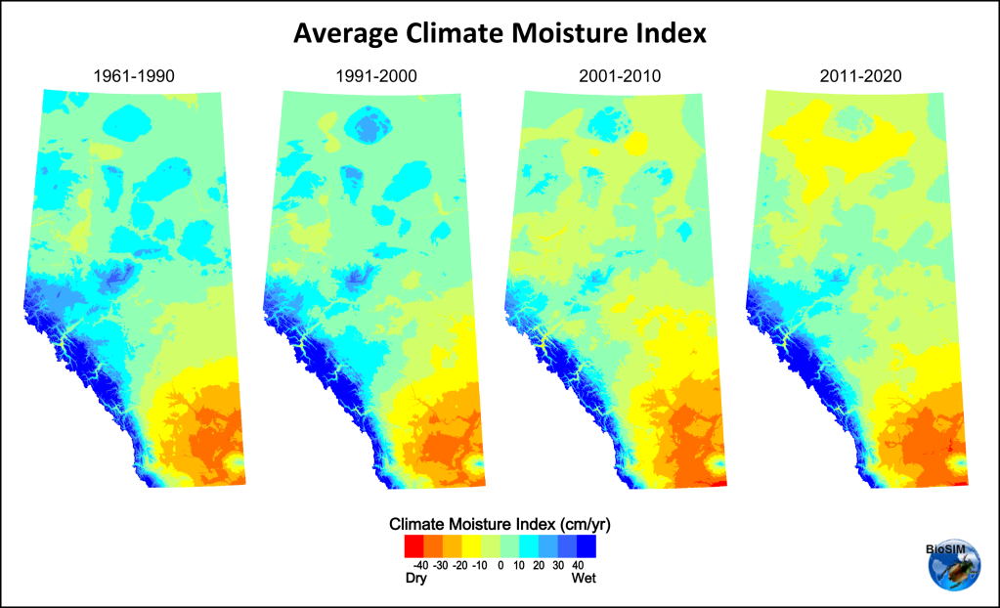 Average Climate Moisture Index
1961-1990 1991-2000 2001-2010 2011-2020
Climate Moisture Index (cm/yr)
-40 -30 -20 -10 0 10 20 30 40
Dry Wet
BioSIM